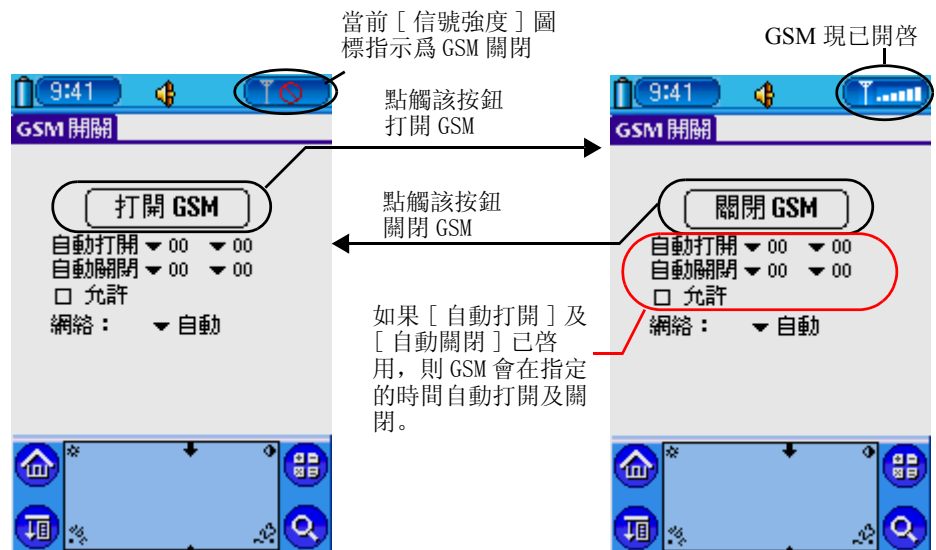 當前［信號強度］圖
標指示爲 GSM 關閉
GSM 現已開啓
9:41
GSM 開關
打開 GSM
自動打開 00 00
自動關閉 00 00
允許
網絡： 自動
點觸該按鈕
打開 GSM
點觸該按鈕
關閉 GSM
如果［自動打開］及
［自動關閉］已啓
用，則 GSM 會在指定
的時間自動打開及關
閉。
9:41
GSM 開關
關閉 GSM
自動打開 00 00
自動關閉 00 00
允許
網絡： 自動